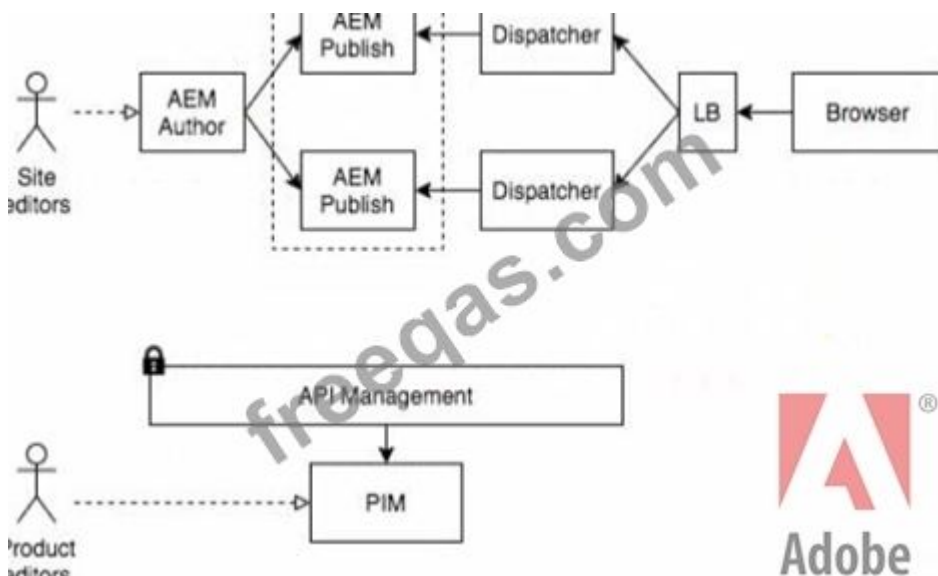 AEM
Publish
Dispatcher
AEM
Author
LB
Browser
Site
editors
AEM
Publish
Dispatcher
freeqas.com
API Management
PIM
Product
editors
®
Adobe